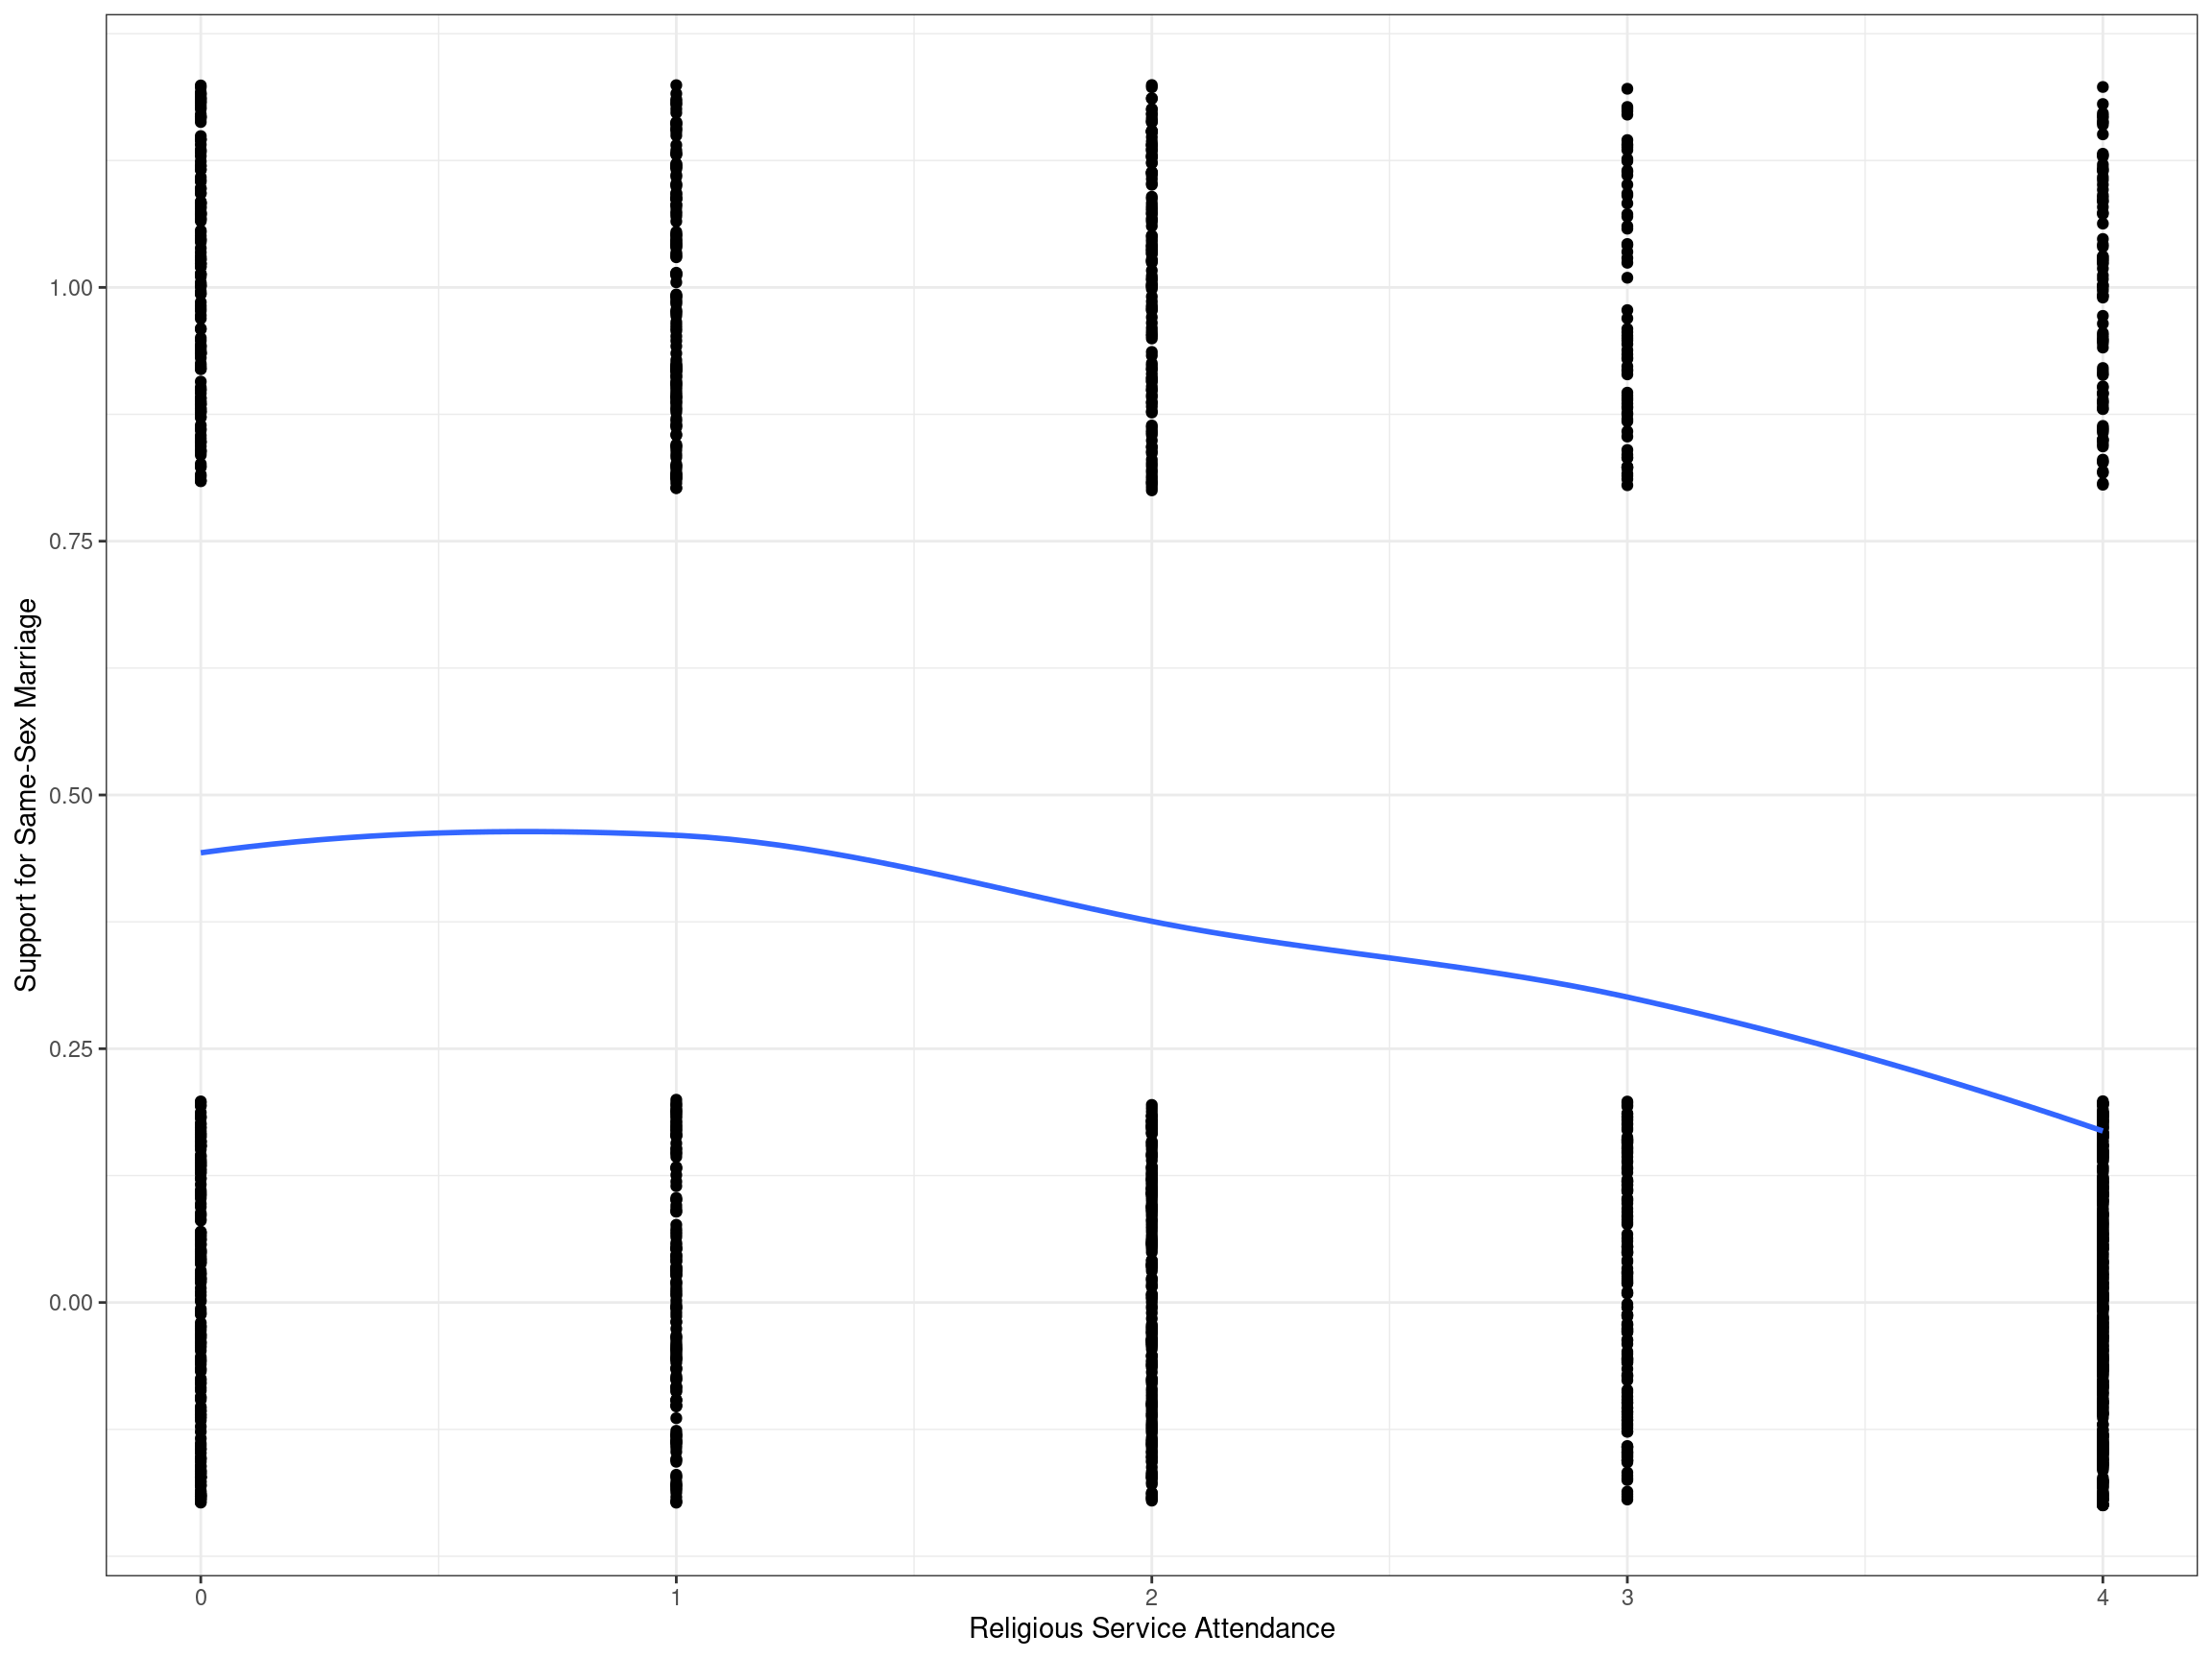 Support for Same-Sex Marriage
1.00
0.75
0.50
0.25
0.00
0 1 2 3 4
Religious Service Attendance